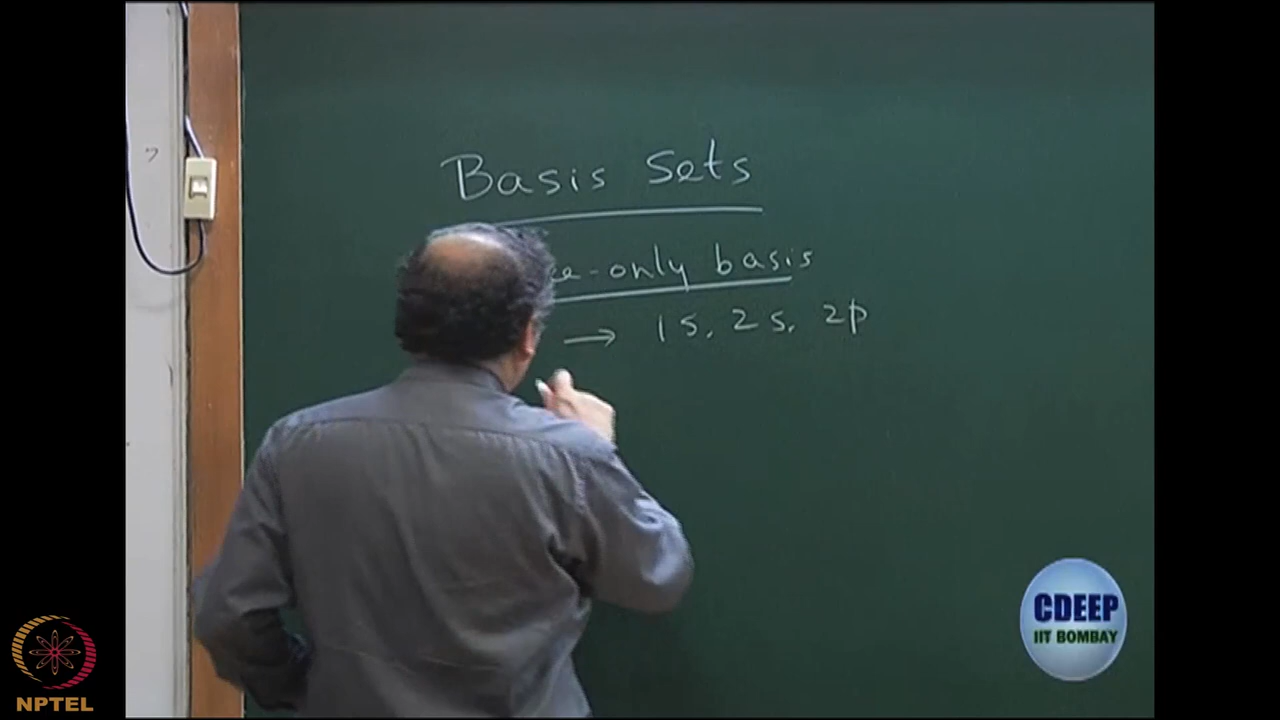 Basis Sets
-only basis
→ 1s, 2s, 2p
CDEEP
IIT BOMBAY
NPTEL